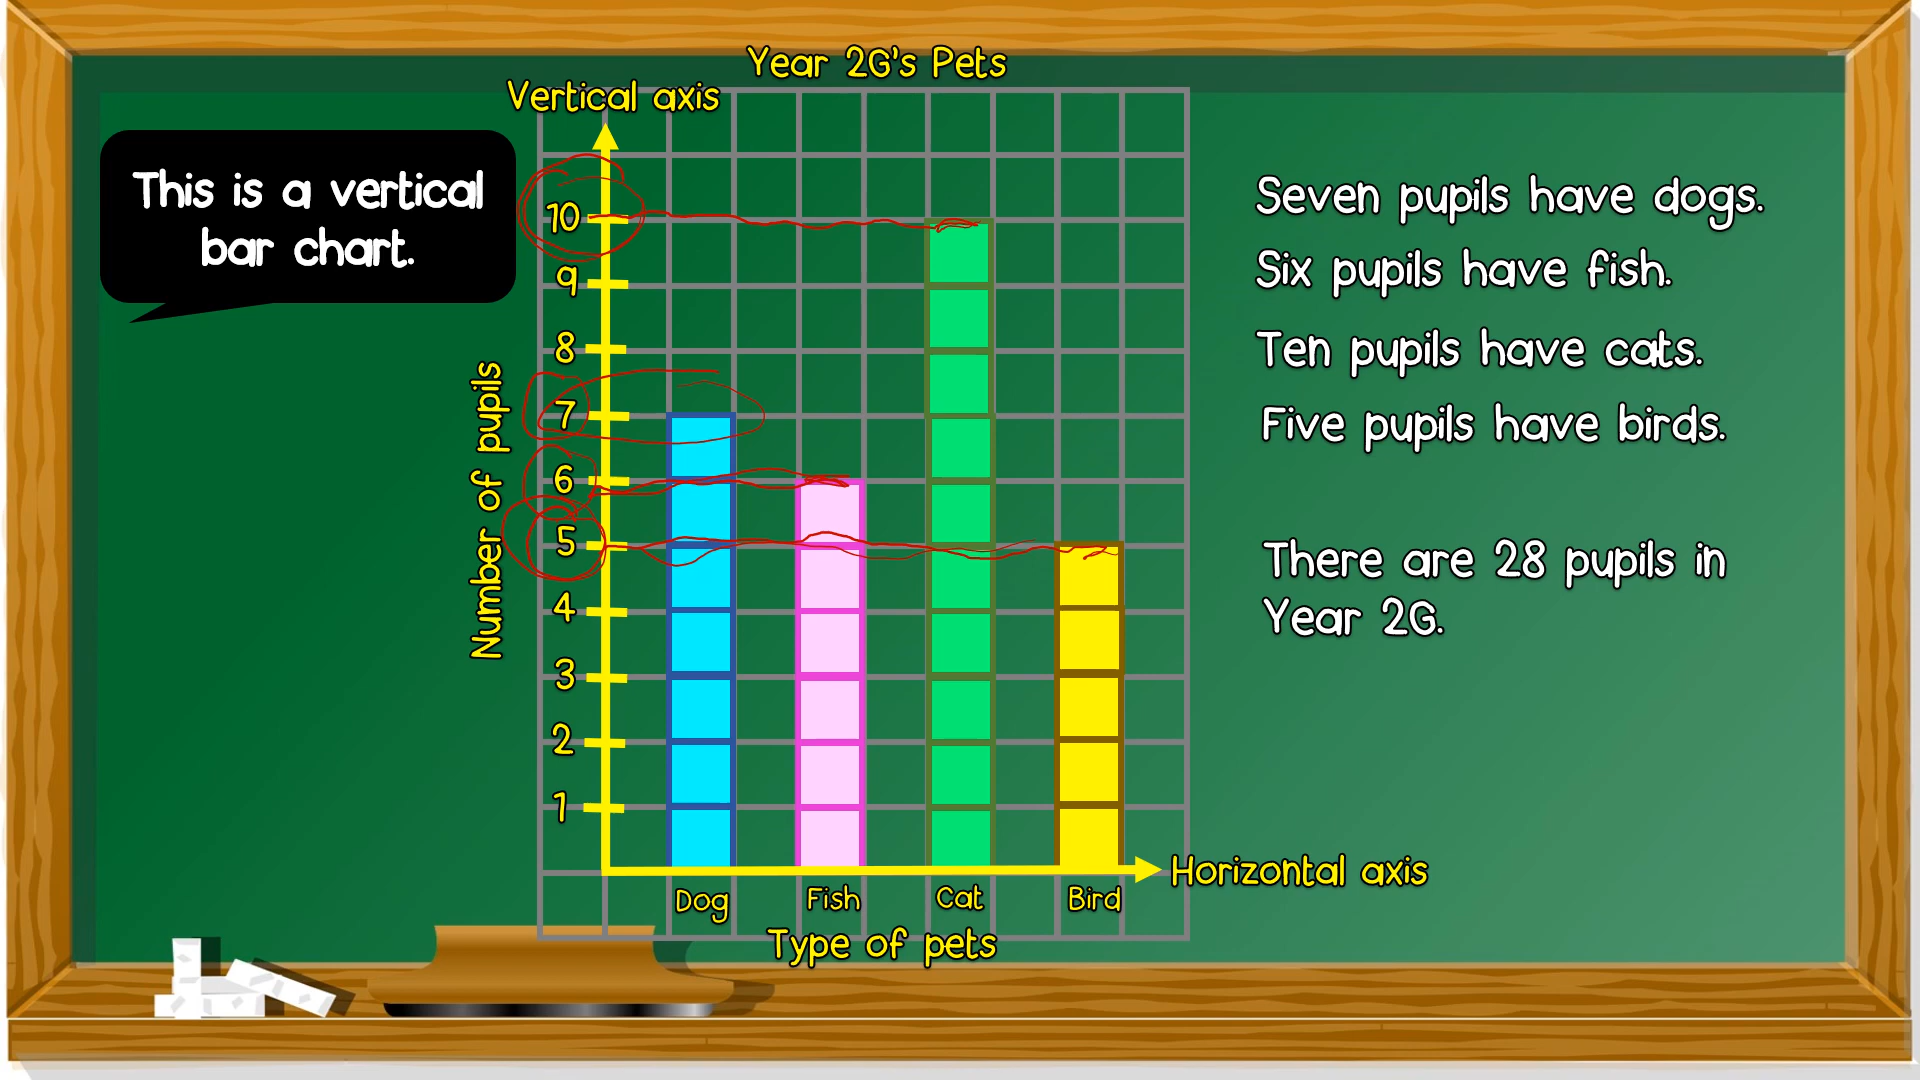 Year 2G's Pets
Vertical axis
This is a vertical
bar chart.
10
9
8
7
6
5
4
3
2
1
Number of pupils
Dog Fish Cat Bird
Type of pets
Horizontal axis
Seven pupils have dogs.
Six pupils have fish.
Ten pupils have cats.
Five pupils have birds.
There are 28 pupils in
Year 2G.